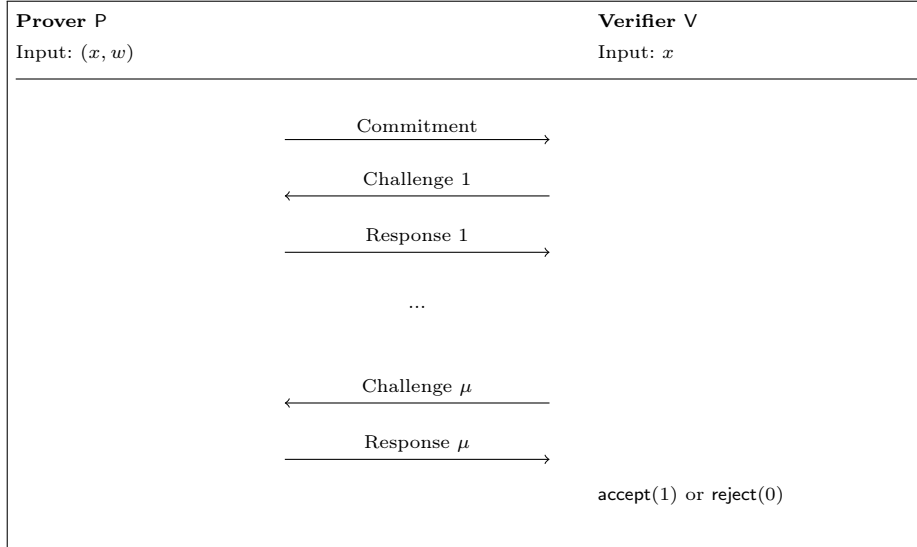 Prover P Verifier V
Input: (x, w) Input: x
Commitment
Challenge 1
Response 1
...
Challenge μ
Response μ
accept(1) or reject(0)